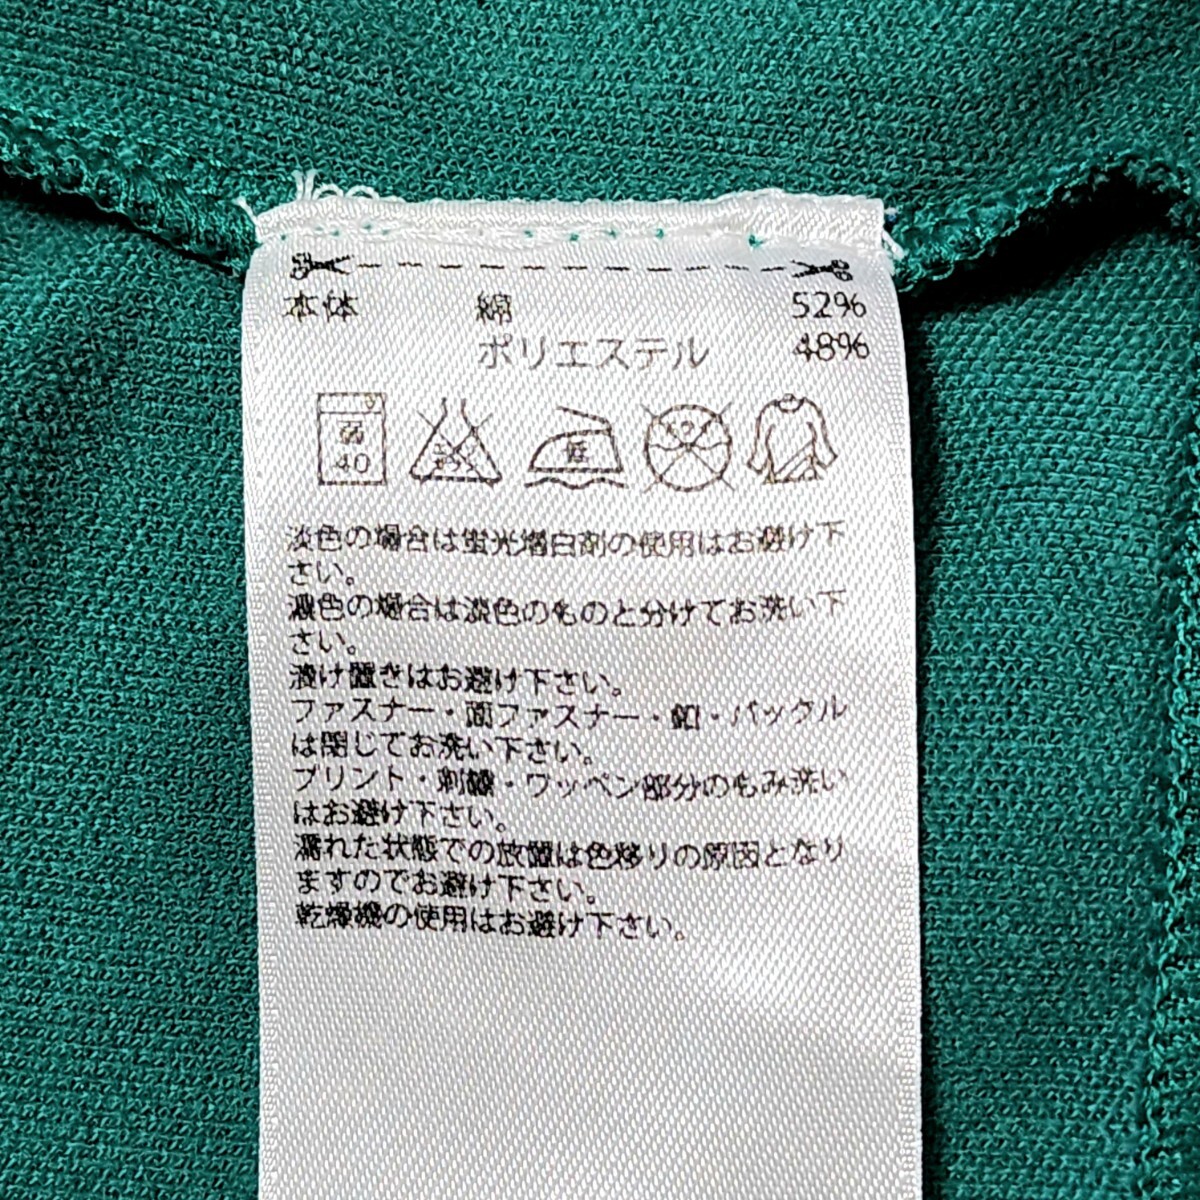 本体 綿 52%
ポリエステル 48%
弱
40
低
淡色の場合は蛍光増白剤の使用はお避け下
さい。
濃色の場合は淡色のものと分けてお洗い下
さい。
漬け置きはお避け下さい。
ファスナー・面ファスナー・釦・バックル
は閉じてお洗い下さい。
プリント・刺繍・ワッペン部分のもみ洗い
はお避け下さい。
濡れた状態での放置は色移りの原因となり
ますのでお避け下さい。
乾燥機の使用はお避け下さい。